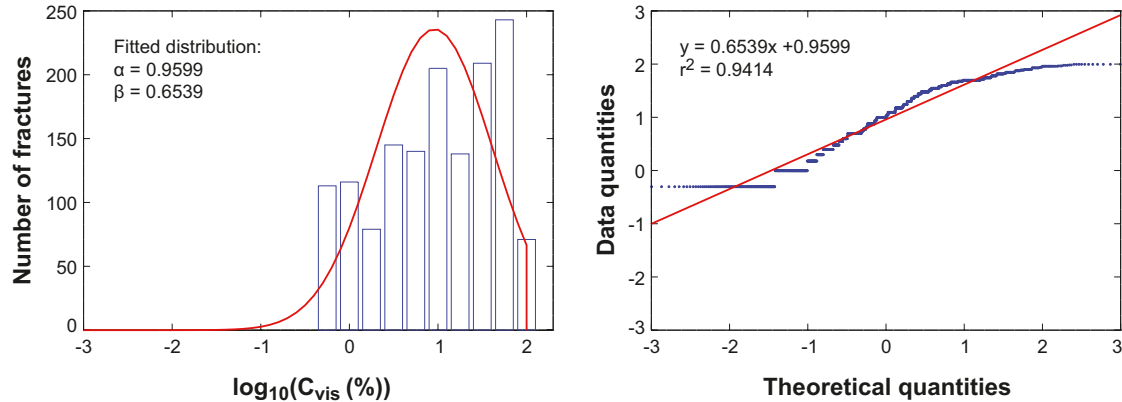 Number of fractures
250
200
150
100
50
0
Fitted distribution:
α = 0.9599
β = 0.6539
-3 -2 -1 0 1 2
log10(Cvis (%))
Data quantities
3
2
1
0
-1
-2
-3
y = 0.6539x +0.9599
r2 = 0.9414
-3 -2 -1 0 1 2 3
Theoretical quantities